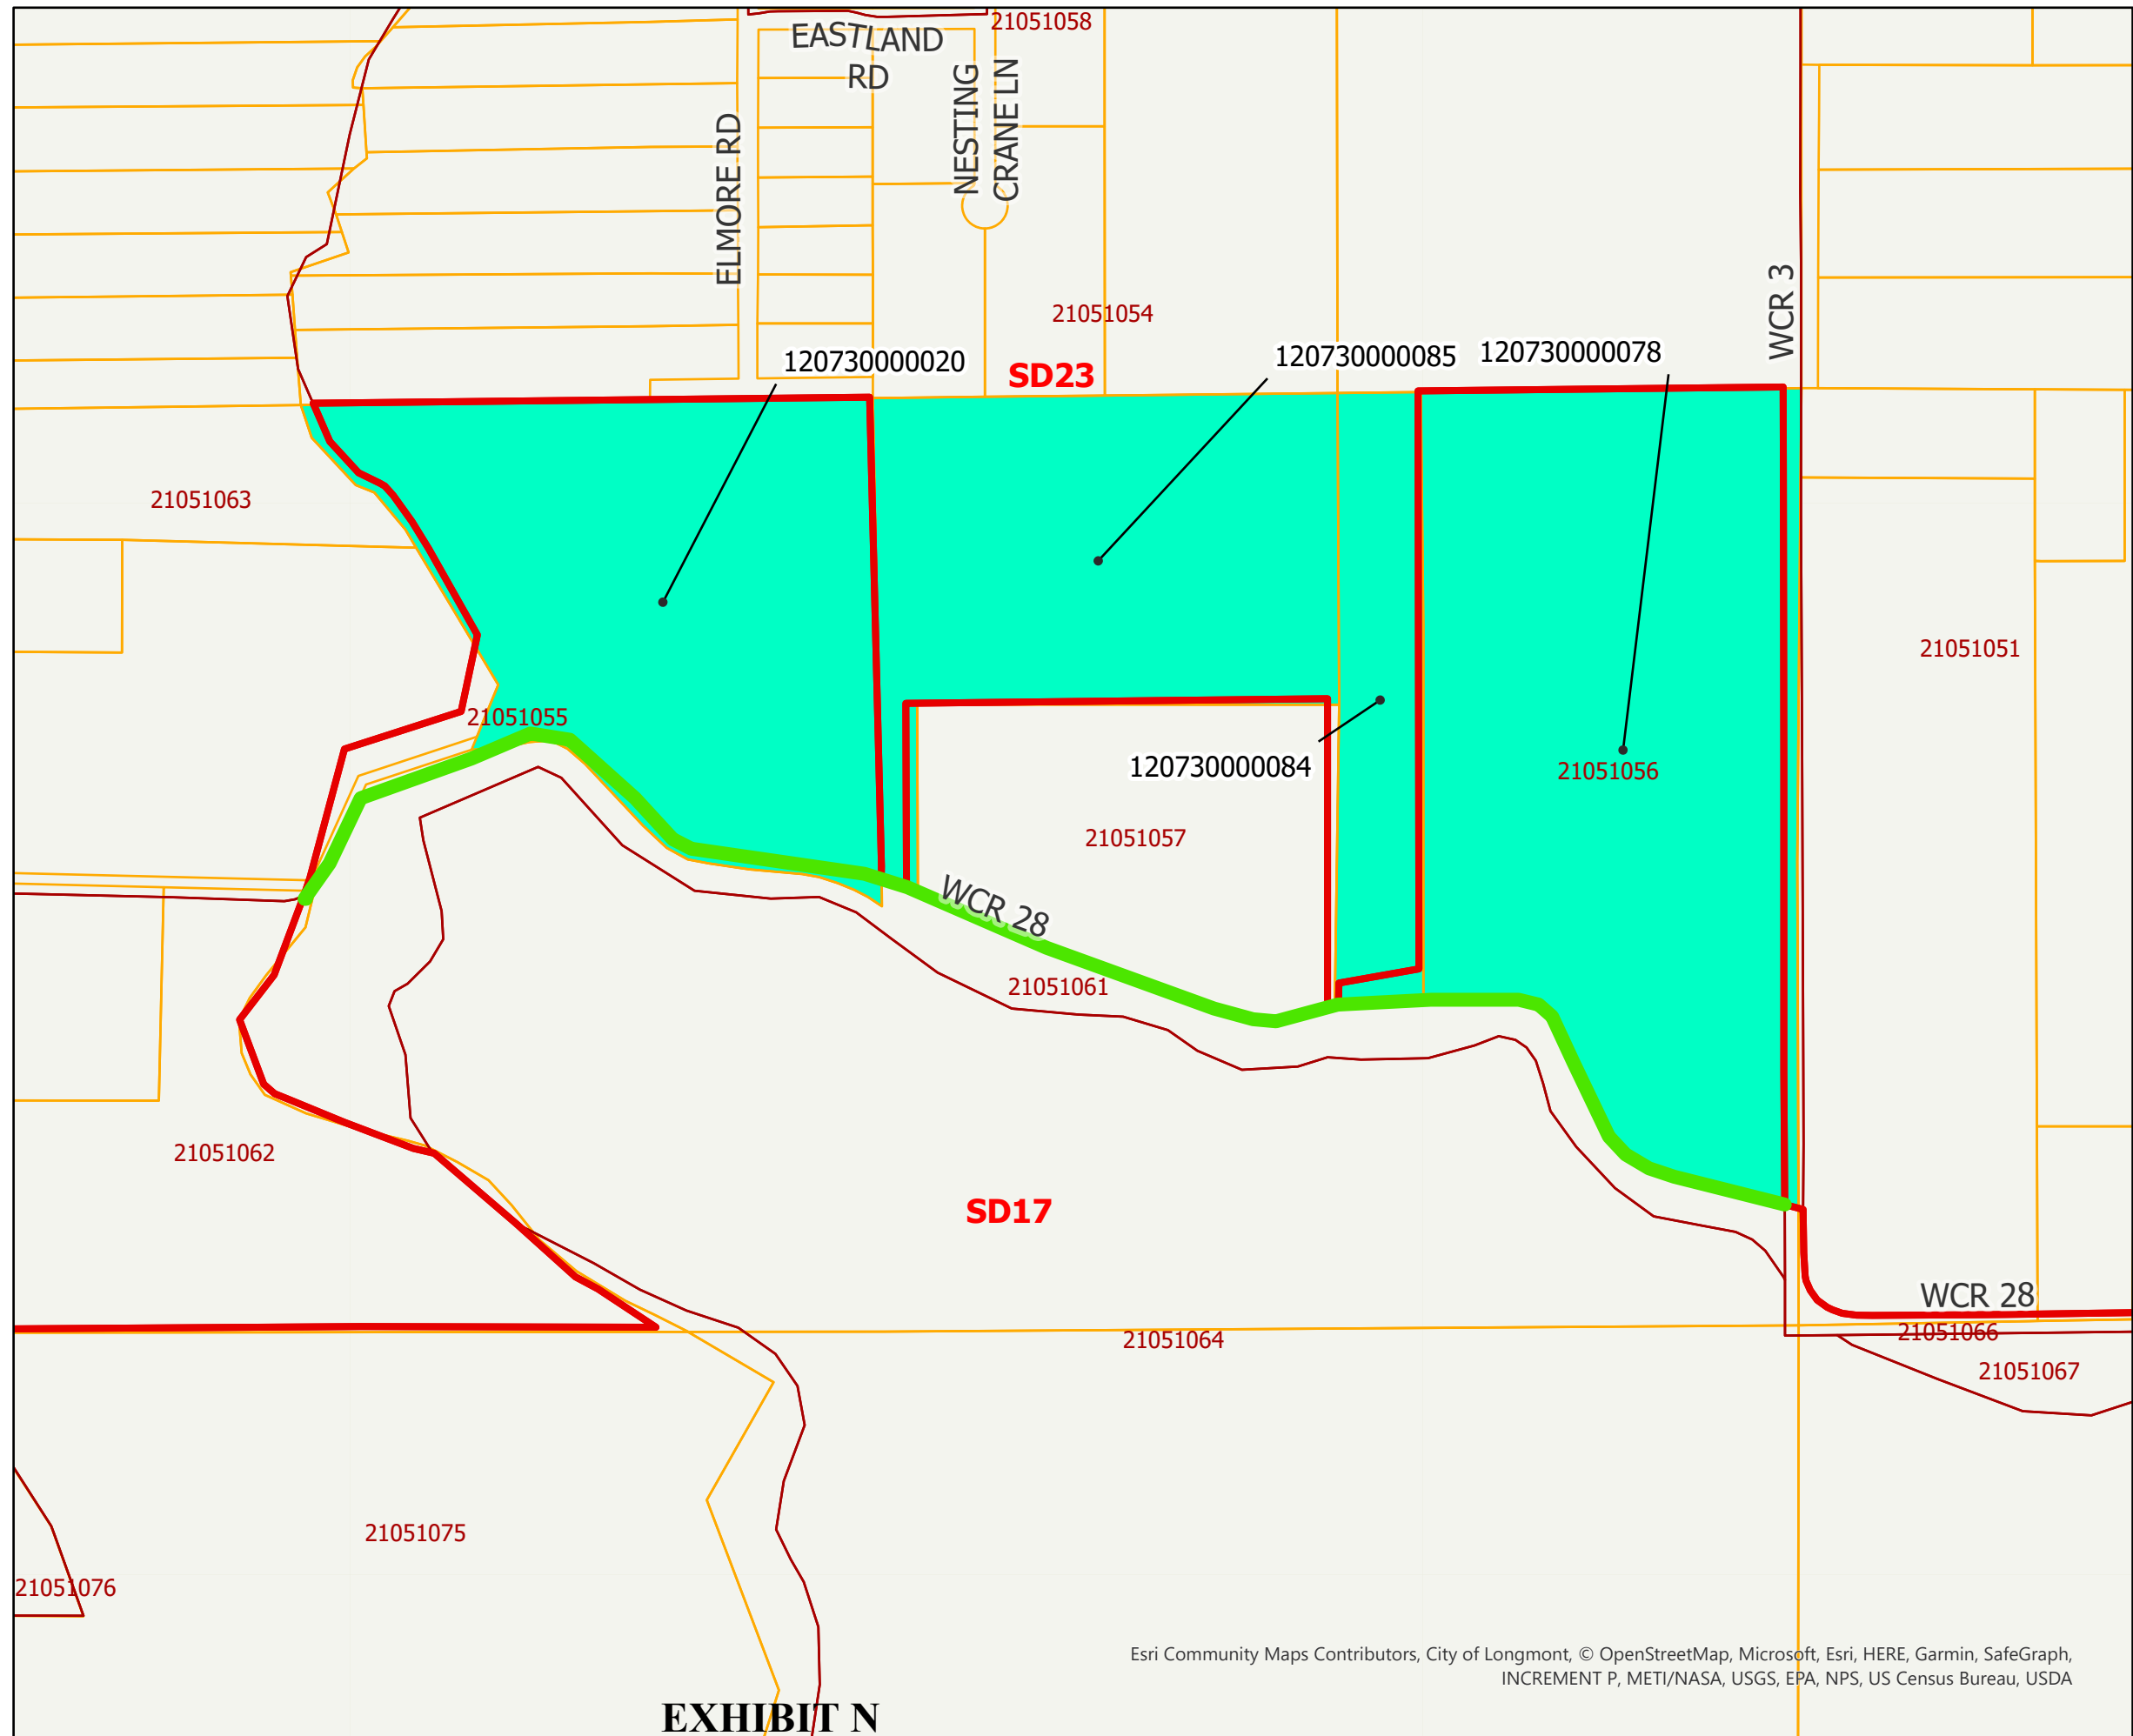 21051058
EASTLAND
RD
NESTING
CRANE LN
ELMORE RD
WCR 3
21051054
120730000020
SD23
120730000085
120730000078
21051063
21051051
21051055
120730000084
21051056
21051057
WCR 28
21051061
21051062
SD17
WCR 28
21051066
21051064
21051067
21051075
21051076
Esri Community Maps Contributors, City of Longmont, © OpenStreetMap, Microsoft, Esri, HERE, Garmin, SafeGraph,
INCREMENT P, METI/NASA, USGS, EPA, NPS, US Census Bureau, USDA
EXHIBIT N